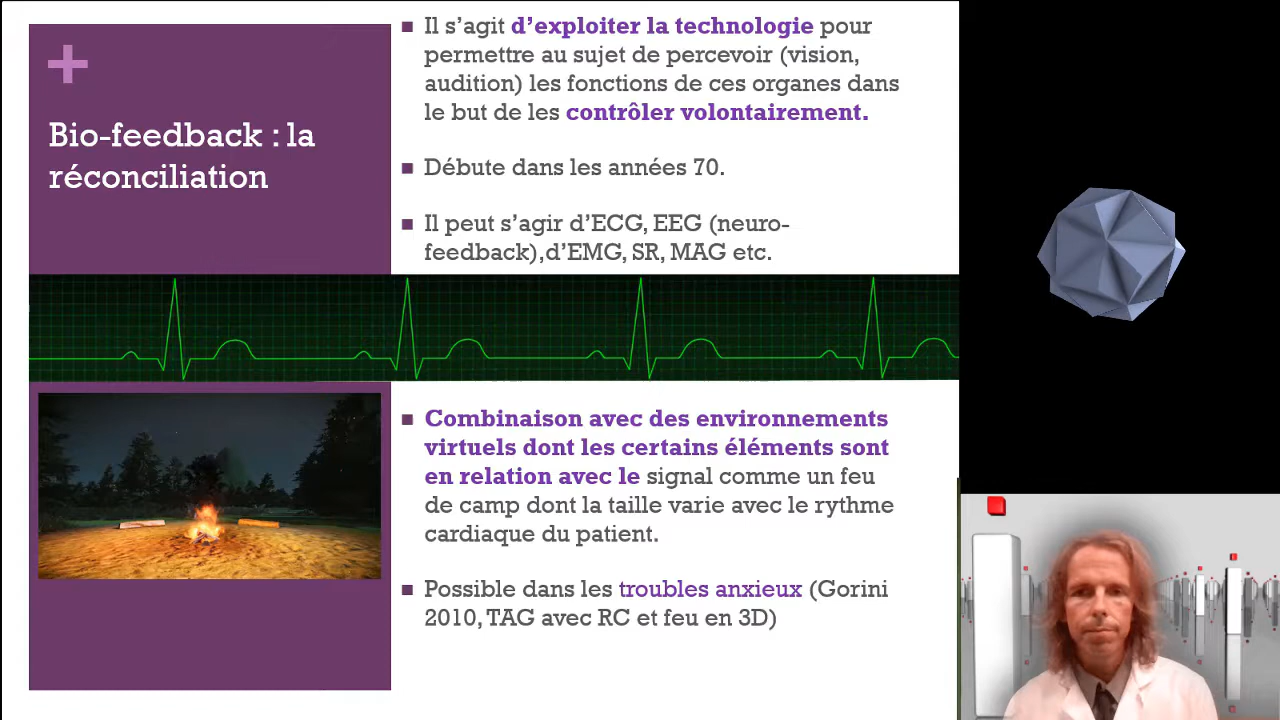 Bio-feedback : la
réconciliation
Il s’agit d’exploiter la technologie pour
permettre au sujet de percevoir (vision,
audition) les fonctions de ces organes dans
le but de les contrôler volontairement.
Débute dans les années 70.
Il peut s’agir d’ECG, EEG (neuro-
feedback),d’EMG, SR, MAG etc.
Combinaison avec des environnements
virtuels dont les certains éléments sont
en relation avec le signal comme un feu
de camp dont la taille varie avec le rythme
cardiaque du patient.
Possible dans les troubles anxieux (Gorini
2010, TAG avec RC et feu en 3D)